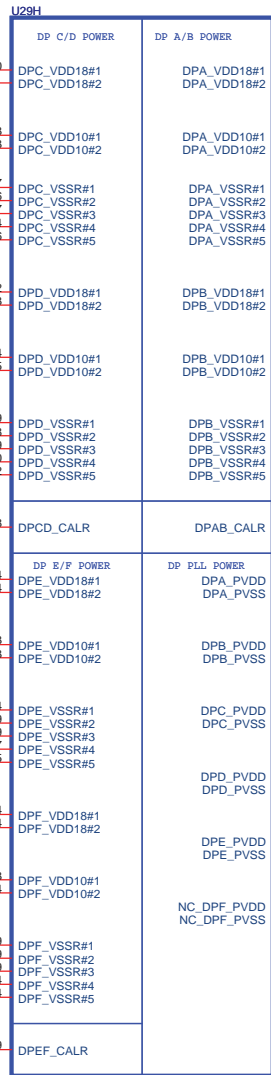 U29H
DP C/D POWER
DP A/B POWER
DPC_VDD18#1
DPC_VDD18#2
DPA_VDD18#1
DPA_VDD18#2
DPC_VDD10#1
DPC_VDD10#2
DPA_VDD10#1
DPA_VDD10#2
DPC_VSSR#1
DPC_VSSR#2
DPC_VSSR#3
DPC_VSSR#4
DPC_VSSR#5
DPA_VSSR#1
DPA_VSSR#2
DPA_VSSR#3
DPA_VSSR#4
DPA_VSSR#5
DPD_VDD18#1
DPD_VDD18#2
DPB_VDD18#1
DPB_VDD18#2
DPD_VDD10#1
DPD_VDD10#2
DPB_VDD10#1
DPB_VDD10#2
DPD_VSSR#1
DPD_VSSR#2
DPD_VSSR#3
DPD_VSSR#4
DPD_VSSR#5
DPB_VSSR#1
DPB_VSSR#2
DPB_VSSR#3
DPB_VSSR#4
DPB_VSSR#5
DPCD_CALR
DPAB_CALR
DP E/F POWER
DPE_VDD18#1
DPE_VDD18#2
DPE_VDD10#1
DPE_VDD10#2
DPE_VSSR#1
DPE_VSSR#2
DPE_VSSR#3
DPE_VSSR#4
DPE_VSSR#5
DPF_VDD18#1
DPF_VDD18#2
DPF_VDD10#1
DPF_VDD10#2
DPF_VSSR#1
DPF_VSSR#2
DPF_VSSR#3
DPF_VSSR#4
DPF_VSSR#5
DPEF_CALR
DP PLL POWER
DPA_PVDD
DPA_PVSS
DPB_PVDD
DPB_PVSS
DPC_PVDD
DPC_PVSS
DPD_PVDD
DPD_PVSS
DPE_PVDD
DPE_PVSS
NC_DPF_PVDD
NC_DPF_PVSS